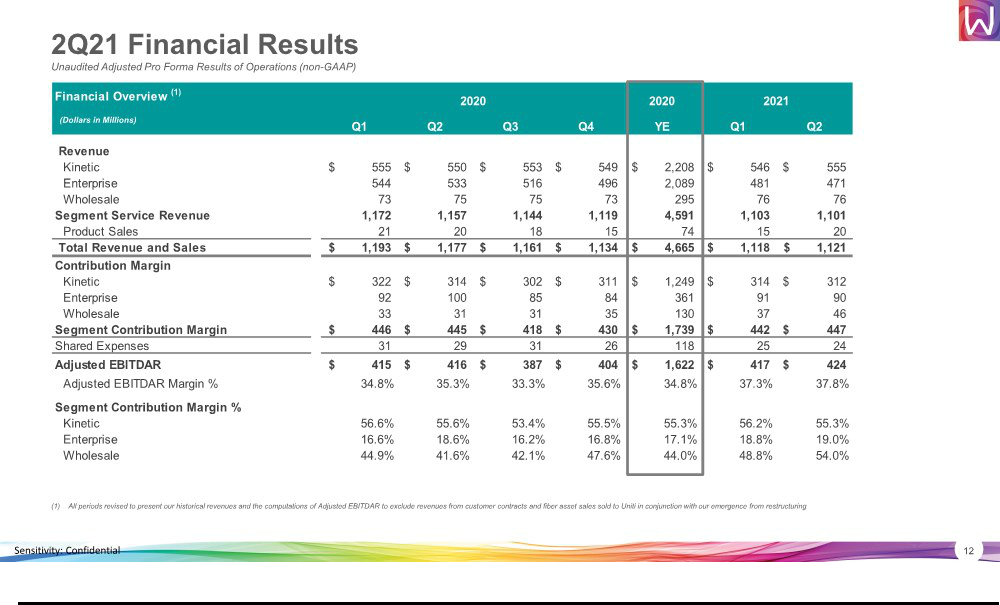 W
2Q21 Financial Results
Unaudited Adjusted Pro Forma Results of Operations (non-GAAP)
Financial Overview (1) 2020 2020 2021
(Dollars in Millions) Q1 Q2 Q3 Q4 YE Q1 Q2
Revenue
Kinetic $ 555 $ 550 $ 553 $ 549 $ 2,208 $ 546 $ 555
Enterprise 544 533 516 496 2,089 481 471
Wholesale 73 75 75 73 295 76 76
Segment Service Revenue 1,172 1,157 1,144 1,119 4,591 1,103 1,101
Product Sales 21 20 18 15 74 15 20
Total Revenue and Sales $ 1,193 $ 1,177 $ 1,161 $ 1,134 $ 4,665 $ 1,118 $ 1,121
Contribution Margin
Kinetic $ 322 $ 314 $ 302 $ 311 $ 1,249 $ 314 $ 312
Enterprise 92 100 85 84 361 91 90
Wholesale 33 31 31 35 130 37 46
Segment Contribution Margin $ 446 $ 445 $ 418 $ 430 $ 1,739 $ 442 $ 447
Shared Expenses 31 29 31 26 118 25 24
Adjusted EBITDAR $ 415 $ 416 $ 387 $ 404 $ 1,622 $ 417 $ 424
Adjusted EBITDAR Margin % 34.8% 35.3% 33.3% 35.6% 34.8% 37.3% 37.8%
Segment Contribution Margin %
Kinetic 56.6% 55.6% 53.4% 55.5% 55.3% 56.2% 55.3%
Enterprise 16.6% 18.6% 16.2% 16.8% 17.1% 18.8% 19.0%
Wholesale 44.9% 41.6% 42.1% 47.6% 44.0% 48.8% 54.0%
(1) All periods revised to present our historical revenues and the computations of Adjusted EBITDAR to exclude revenues from customer contracts and fiber asset sales sold to Uniti in conjunction with our emergence from restructuring
Sensitivity: Confidential
12